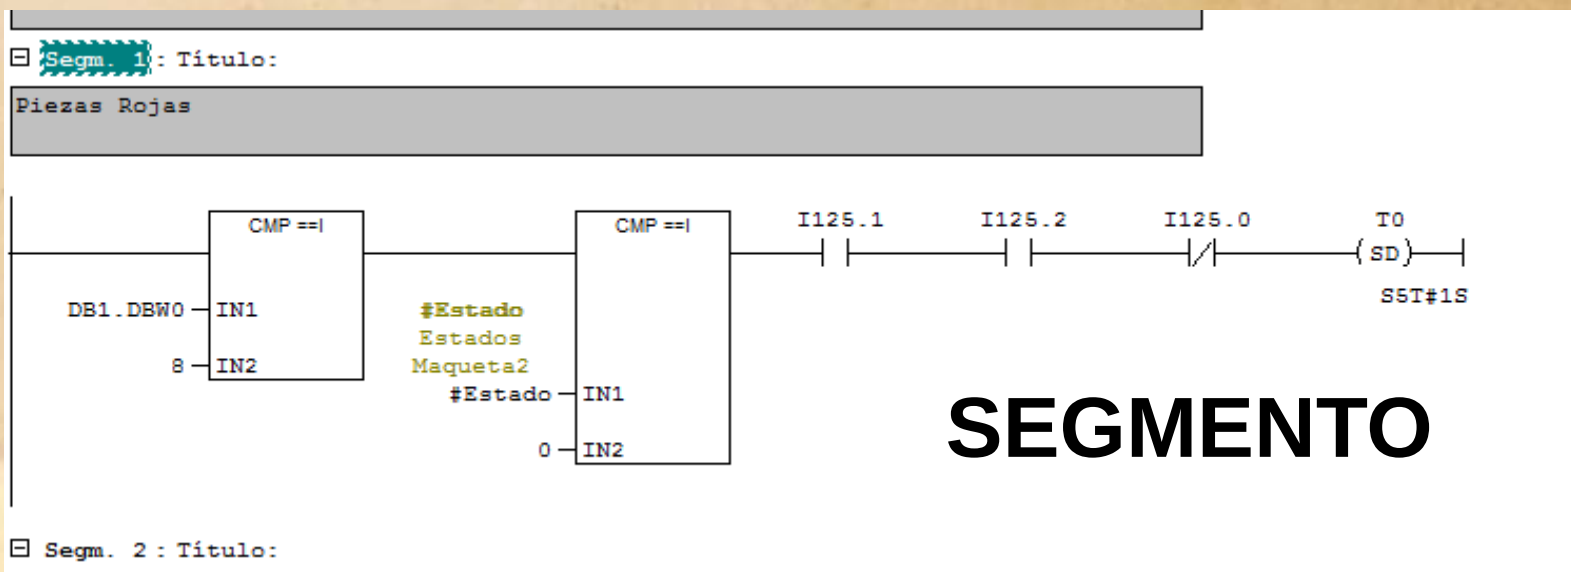 Segm. 1 : Título:
Piezas Rojas
CMP ==I
CMP ==I
I125.1
I125.2
I125.0
T0
SD
S5T#1S
DB1.DBW0
IN1
8
IN2
#Estado
Estados
Maqueta2
#Estado
IN1
0
IN2
SEGMENTO
Segm. 2 : Título: